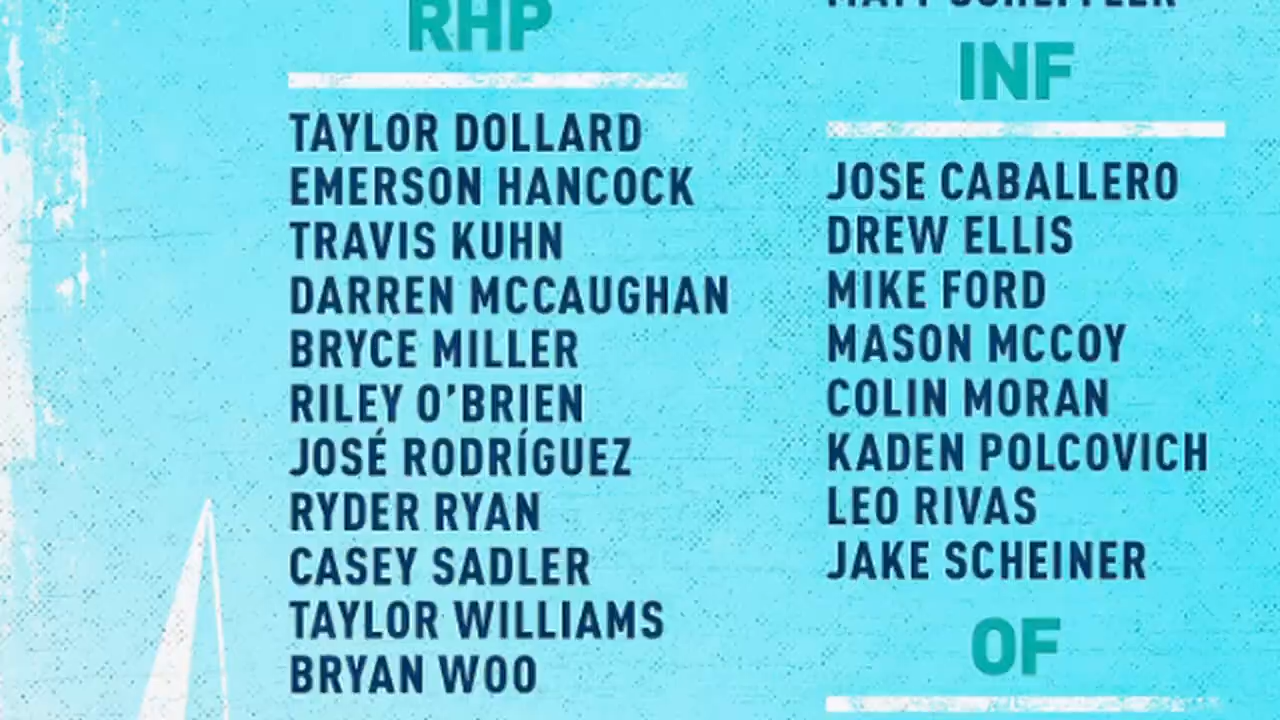 RHP
TAYLOR DOLLARD
EMERSON HANCOCK
TRAVIS KUHN
DARREN MCCAUGHAN
BRYCE MILLER
RILEY O’BRIEN
JOSÉ RODRÍGUEZ
RYDER RYAN
CASEY SADLER
TAYLOR WILLIAMS
BRYAN WOO
INF
JOSE CABALLERO
DREW ELLIS
MIKE FORD
MASON MCCOY
COLIN MORAN
KADEN POLCOVICH
LEO RIVAS
JAKE SCHEINER
OF